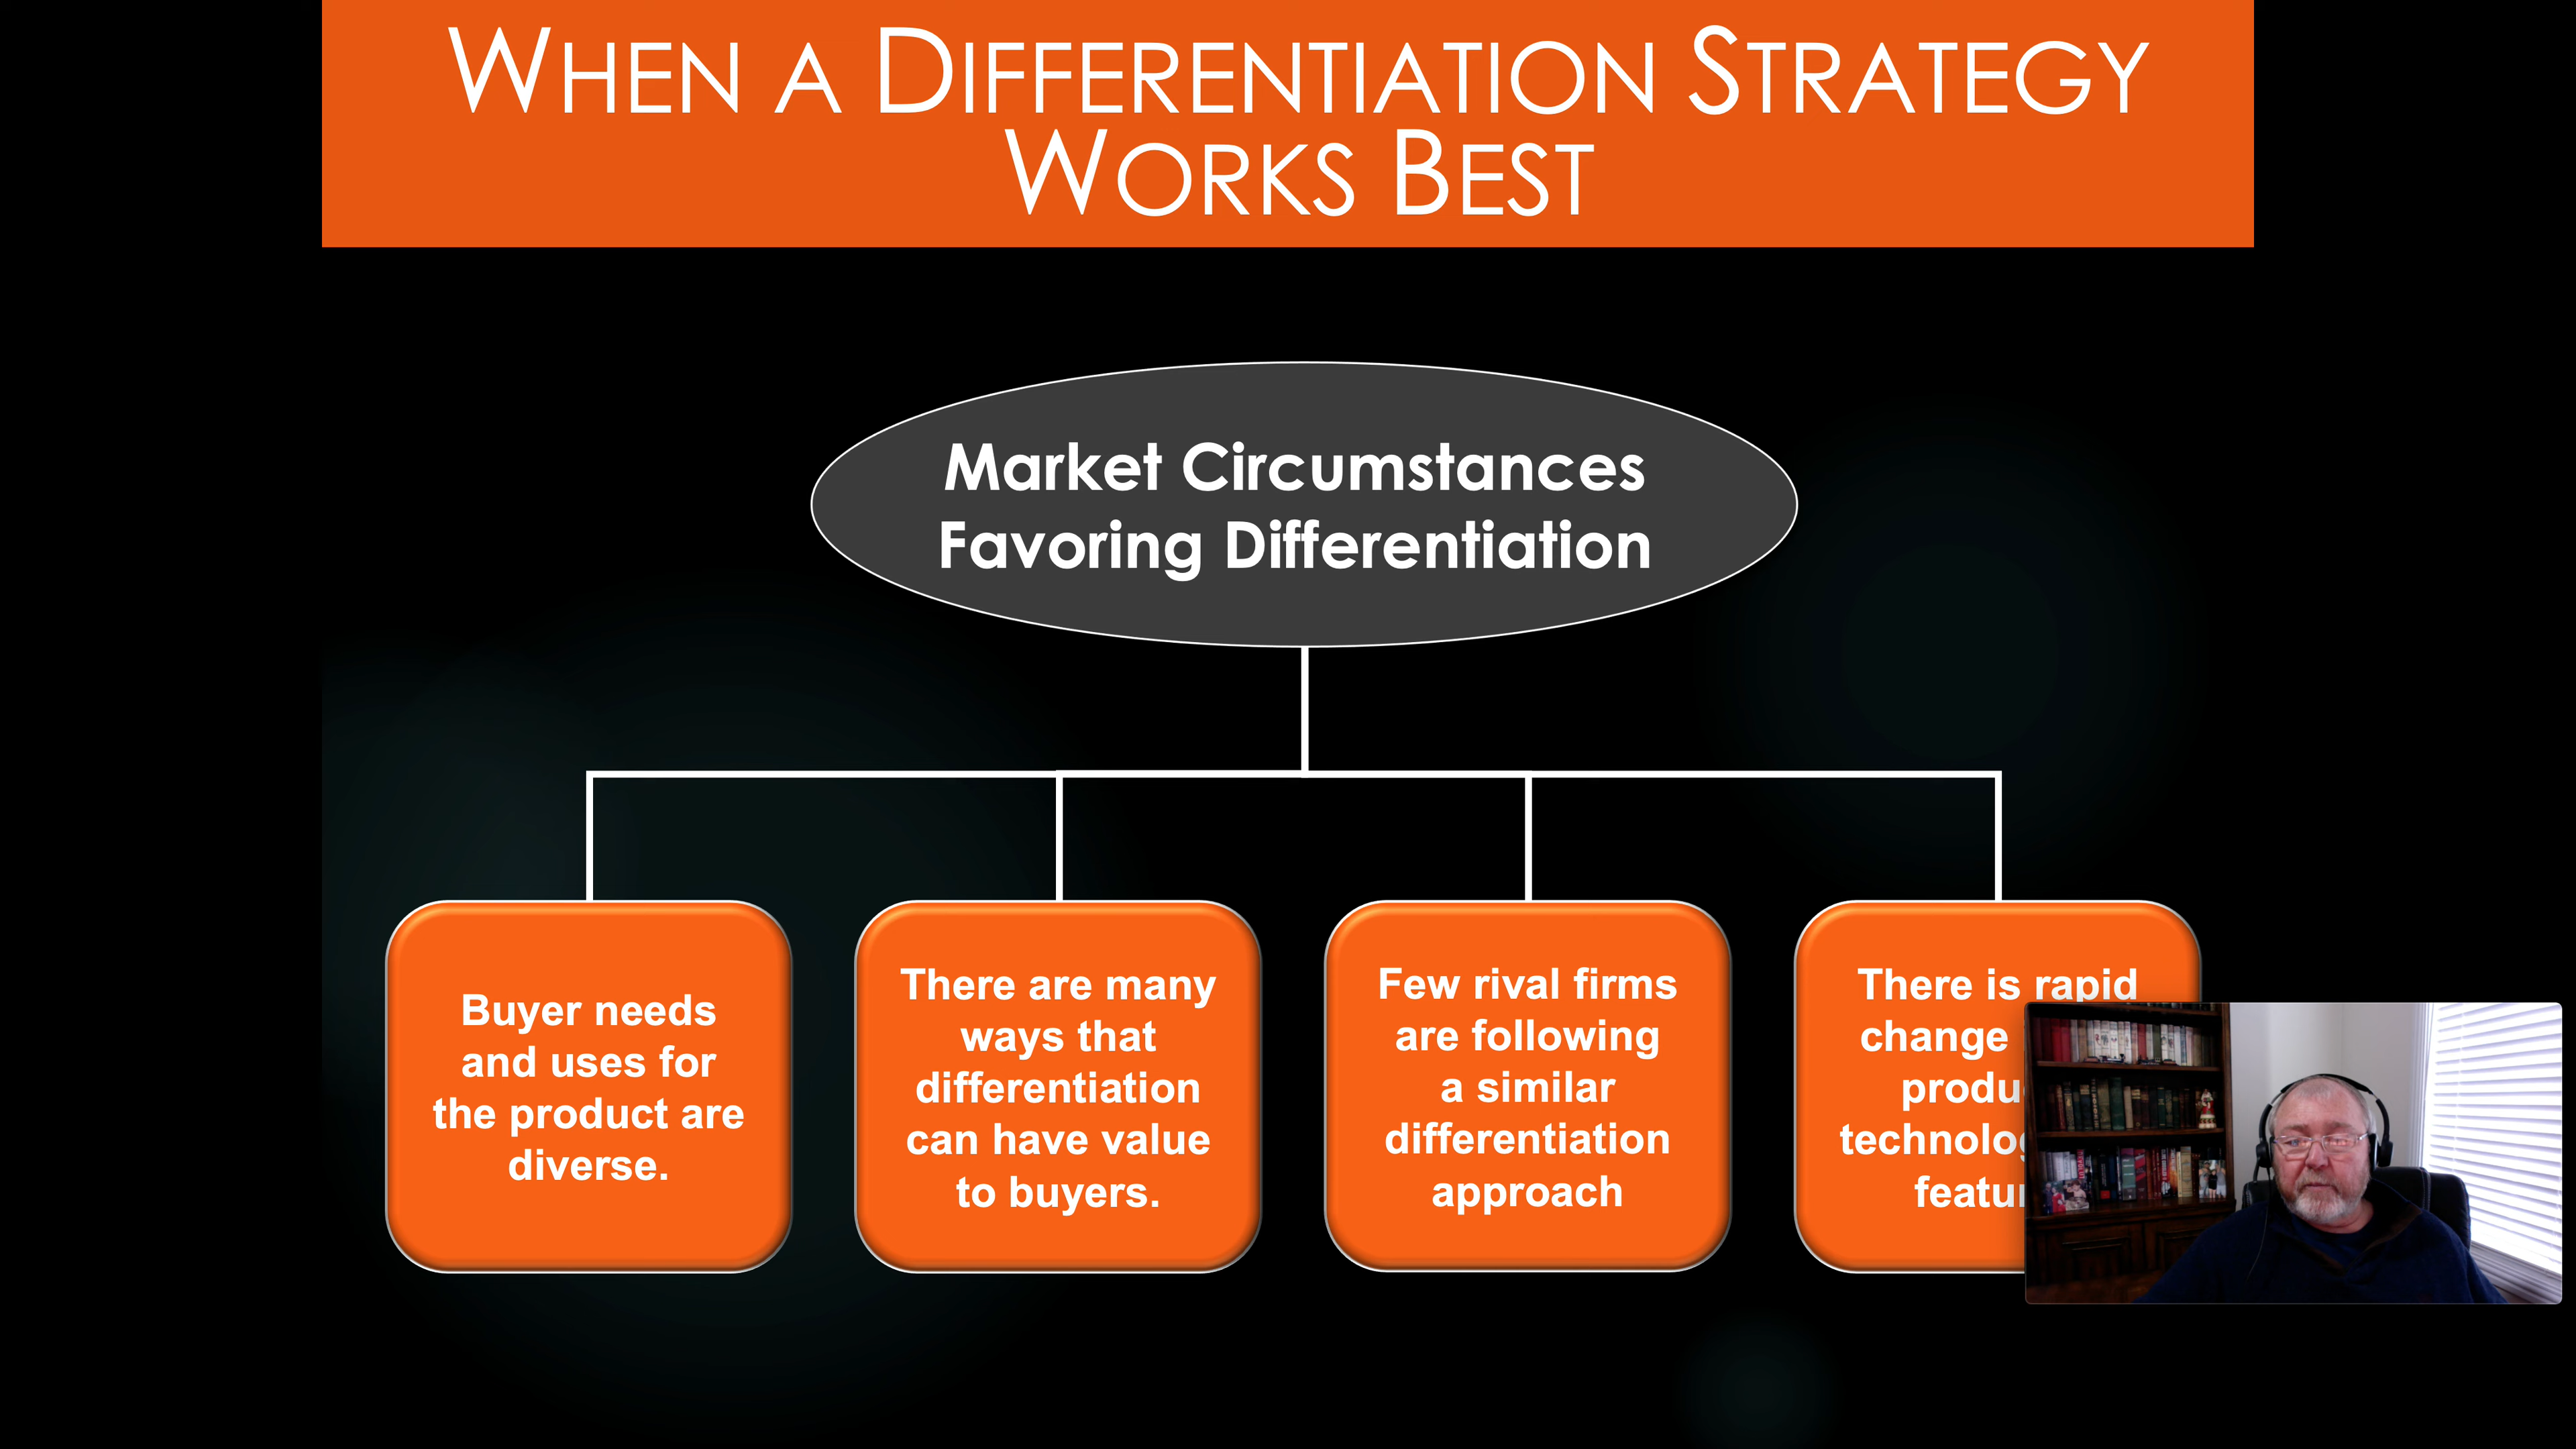 WHEN A DIFFERENTIATION STRATEGY
WORKS BEST
Market Circumstances
Favoring Differentiation
Buyer needs
and uses for
the product are
diverse.
There are many
ways that
differentiation
can have value
to buyers.
Few rival firms
are following
a similar
differentiation
approach
There is rapid
change